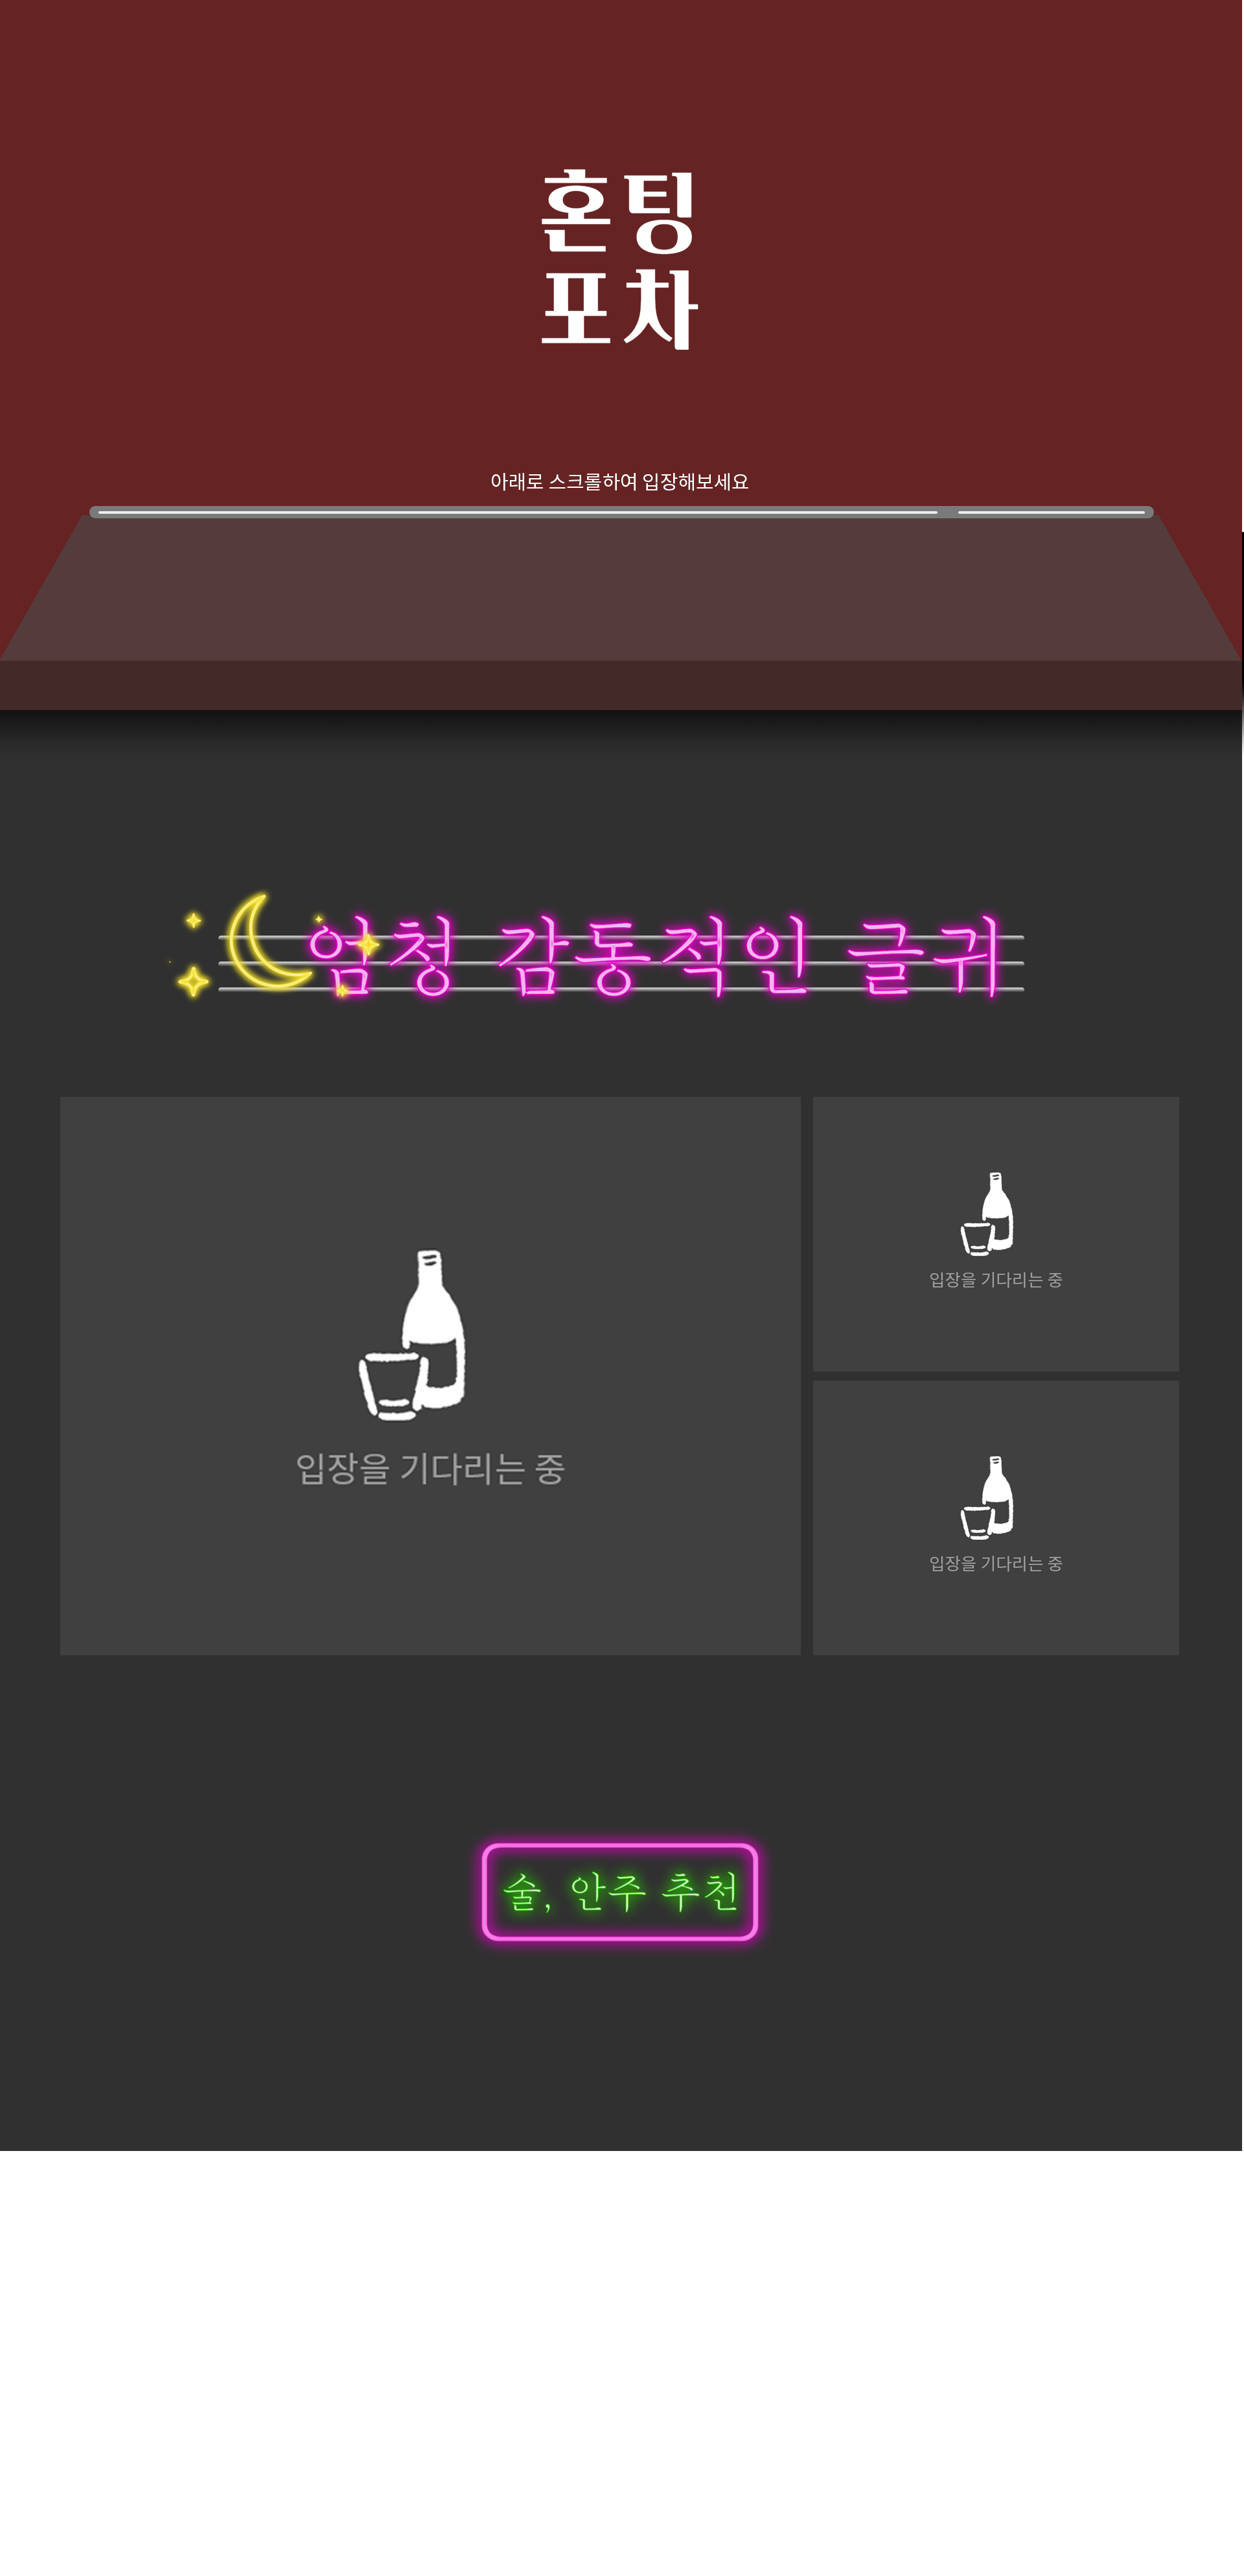 혼팅
포차
아래로 스크롤하여 입장해보세요
엄청 감동적인 글귀
입장을 기다리는 중
입장을 기다리는 중
입장을 기다리는 중
술, 안주 추천